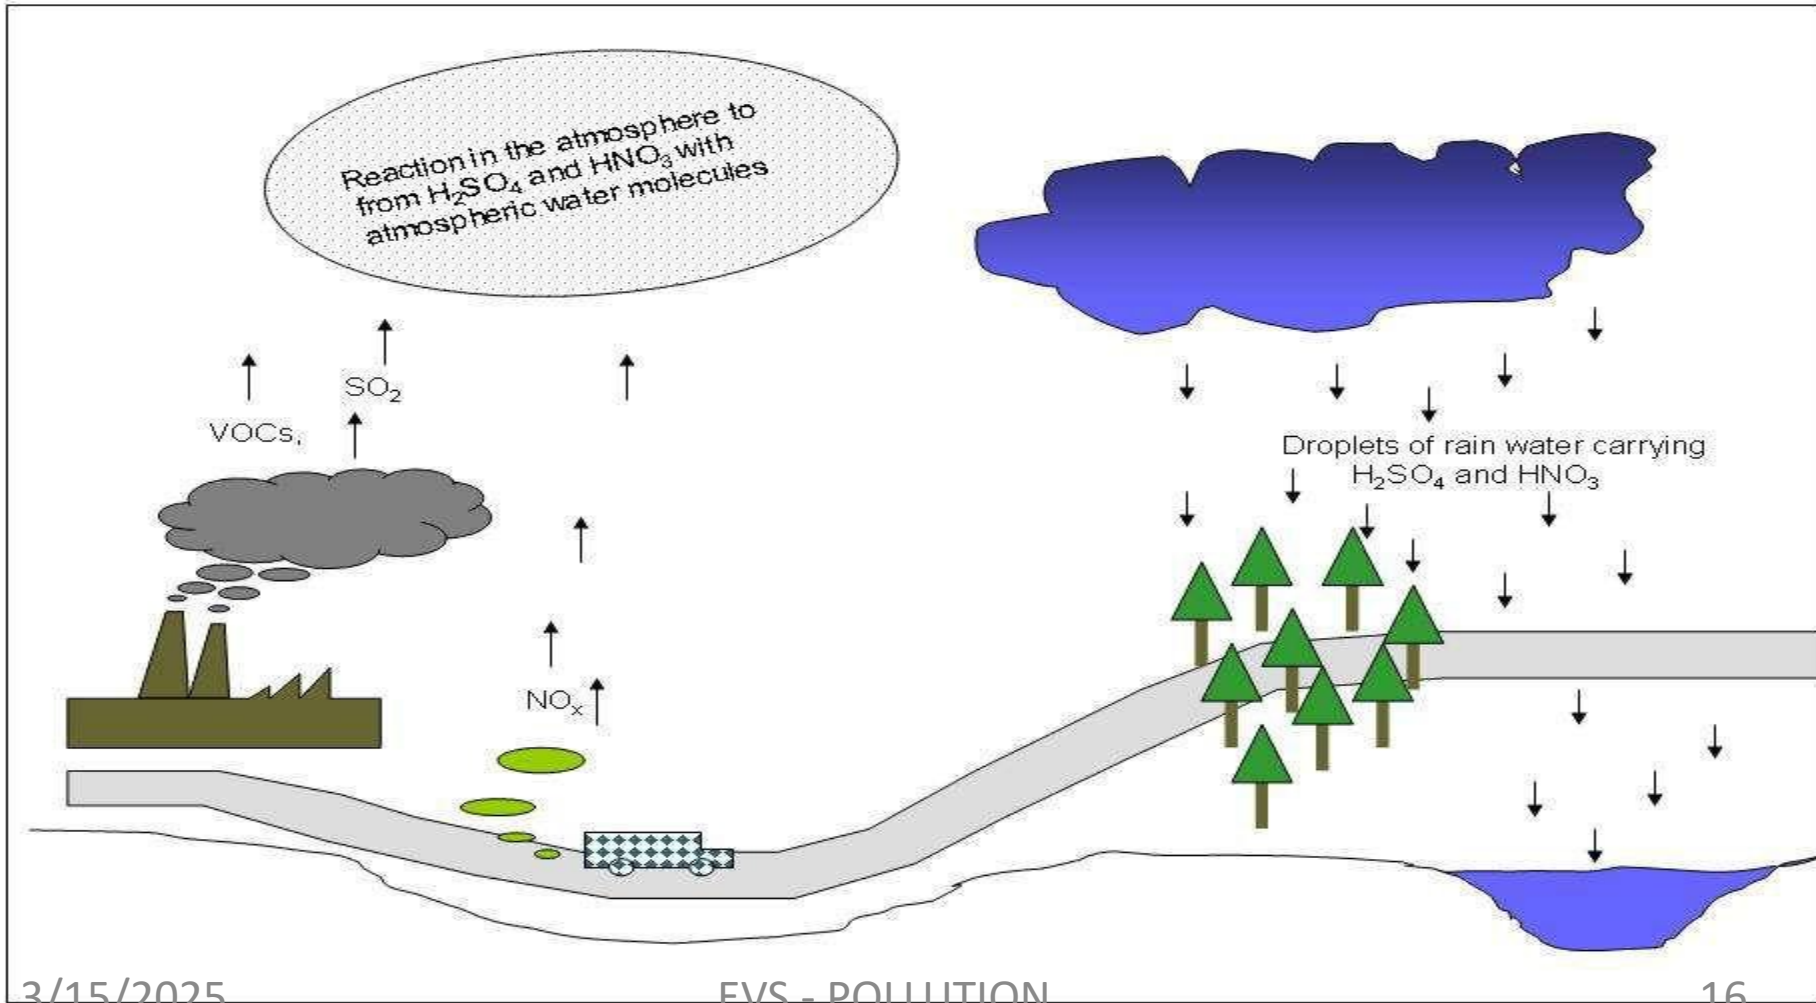 Reaction in the atmosphere to
from H₂SO₄ and HNO₃ with
atmospheric water molecules
SO₂
VOCs,
Droplets of rain water carrying
H₂SO₄ and HNO₃
NOₓ
3/15/2025
EVS - POLLUTION
16